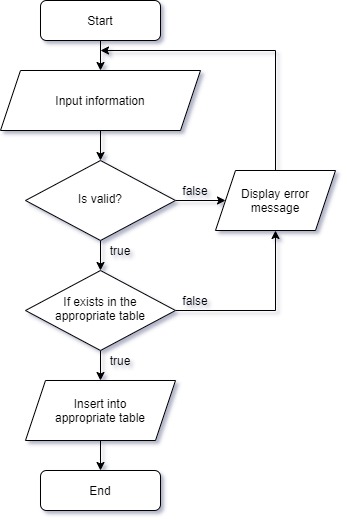 Start
Input information
Is valid?
false
Display error
message
true
If exists in the
appropriate table
false
true
Insert into
appropriate table
End